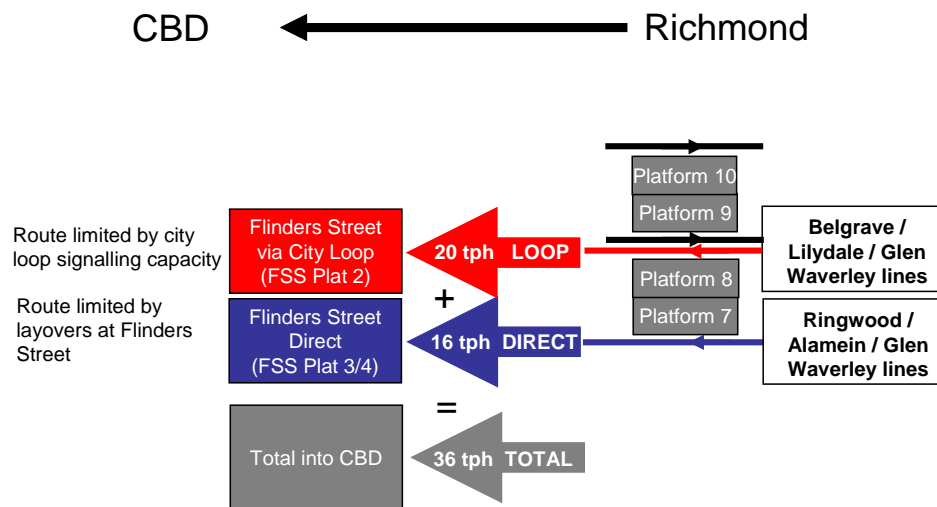 CBD
Richmond
Platform 10
Platform 9
Route limited by city
loop signalling capacity
Flinders Street
via City Loop
(FSS Plat 2)
20 tph LOOP
Platform 8
Platform 7
Belgrave /
Lilydale / Glen
Waverley lines
+
Route limited by
layovers at Flinders
Street
Flinders Street
Direct
(FSS Plat 3/4)
16 tph DIRECT
Ringwood /
Alamein / Glen
Waverley lines
=
Total into CBD
36 tph TOTAL